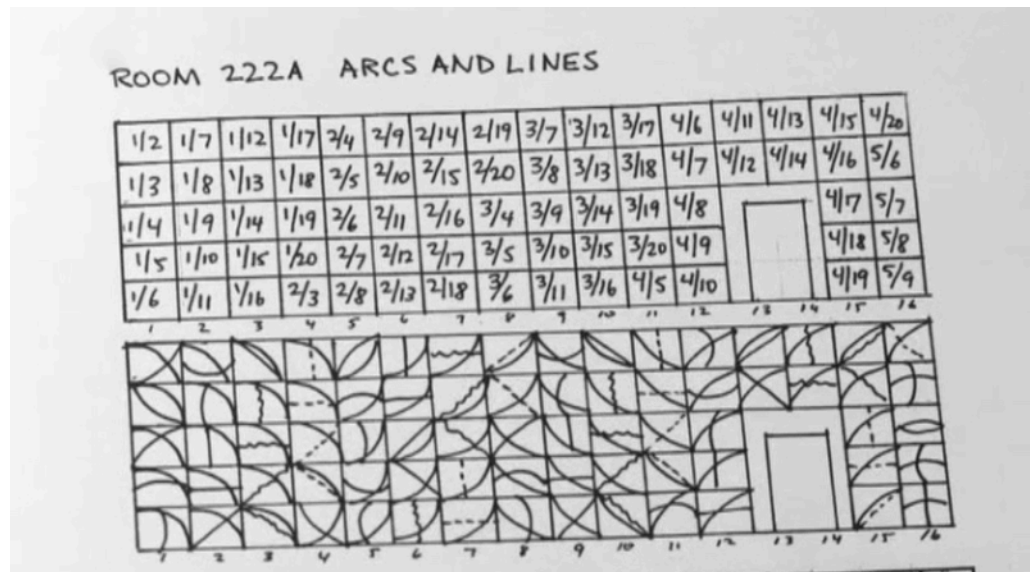 ROOM 222A ARCS AND LINES
1/2 1/7 1/12 1/17 2/4 2/9 2/14 2/19 3/7 3/12 3/17 4/6 4/11 4/13 4/15 4/20
1/3 1/8 1/13 1/18 2/5 2/10 2/15 2/20 3/8 3/13 3/18 4/7 4/12 4/14 4/16 5/6
1/4 1/9 1/14 1/19 2/6 2/11 2/16 3/4 3/9 3/14 3/19 4/8 4/17 5/7
1/5 1/10 1/15 1/20 2/7 2/12 2/17 3/5 3/10 3/15 3/20 4/9 4/18 5/8
1/6 1/11 1/16 2/3 2/8 2/13 2/18 3/6 3/11 3/16 4/5 4/10 4/19 5/9
1 2 3 4 5 6 7 8 9 10 11 12 13 14 15 16
1 2 3 4 5 6 7 8 9 10 11 12 13 14 15 16